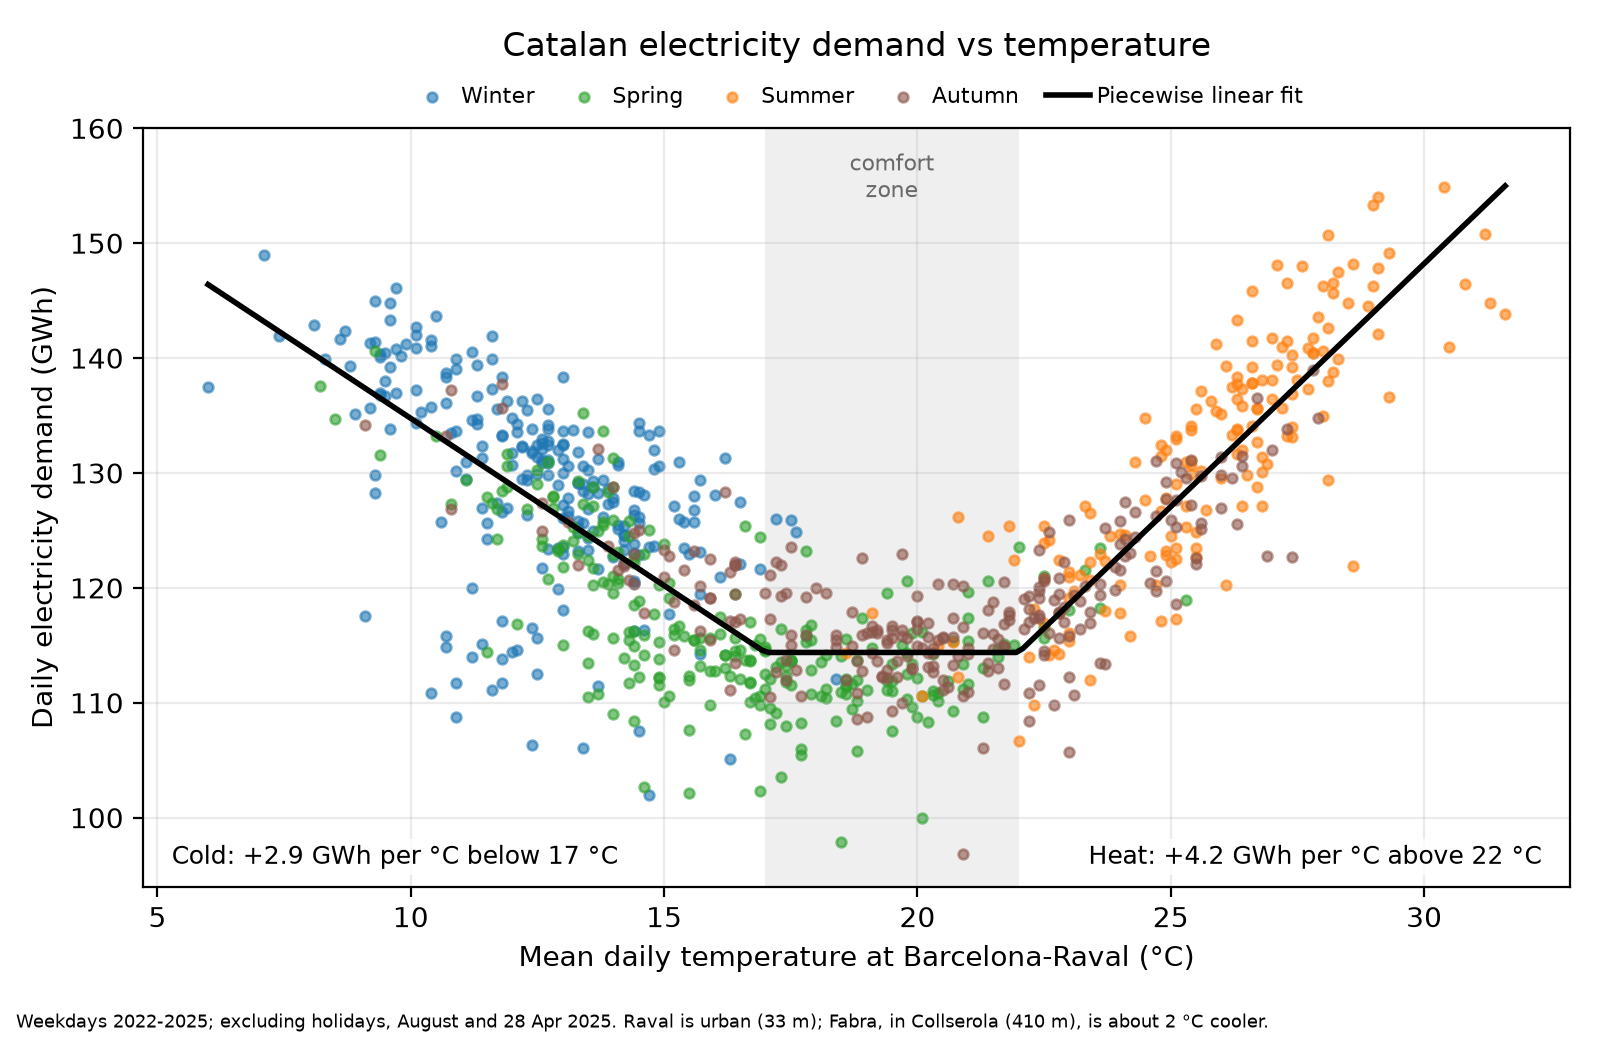 Catalan electricity demand vs temperature
Winter Spring Summer Autumn Piecewise linear fit
comfort
zone
160
150
140
130
120
110
100
Daily electricity demand (GWh)
Cold: +2.9 GWh per °C below 17 °C
Heat: +4.2 GWh per °C above 22 °C
5 10 15 20 25 30
Mean daily temperature at Barcelona-Raval (°C)
Weekdays 2022-2025; excluding holidays, August and 28 Apr 2025. Raval is urban (33 m); Fabra, in Collserola (410 m), is about 2 °C cooler.